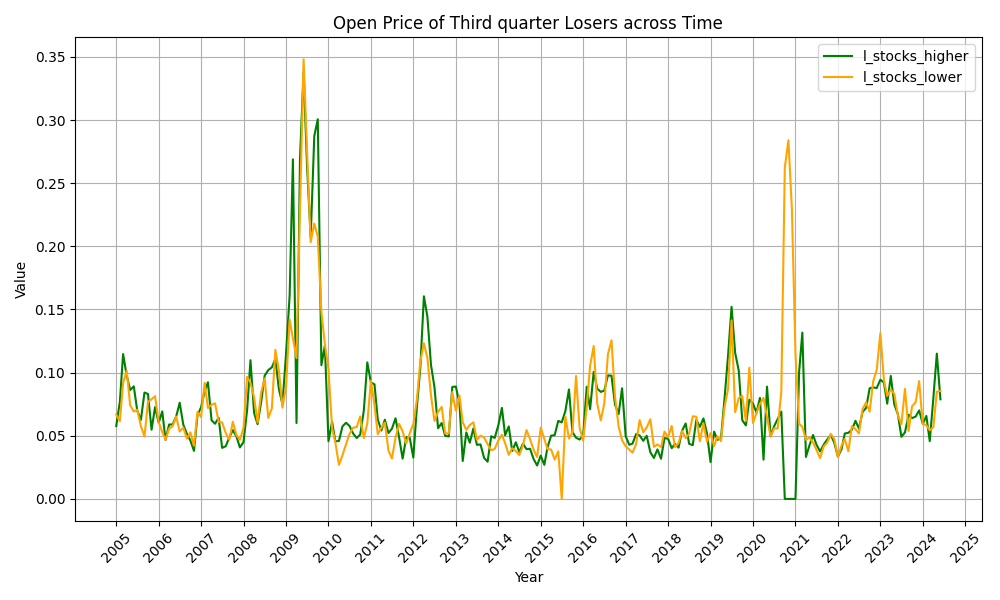 Open Price of Third quarter Losers across Time
l_stocks_higher
l_stocks_lower
Value
0.35
0.30
0.25
0.20
0.15
0.10
0.05
0.00
2005 2006 2007 2008 2009 2010 2011 2012 2013 2014 2015 2016 2017 2018 2019 2020 2021 2022 2023 2024 2025
Year